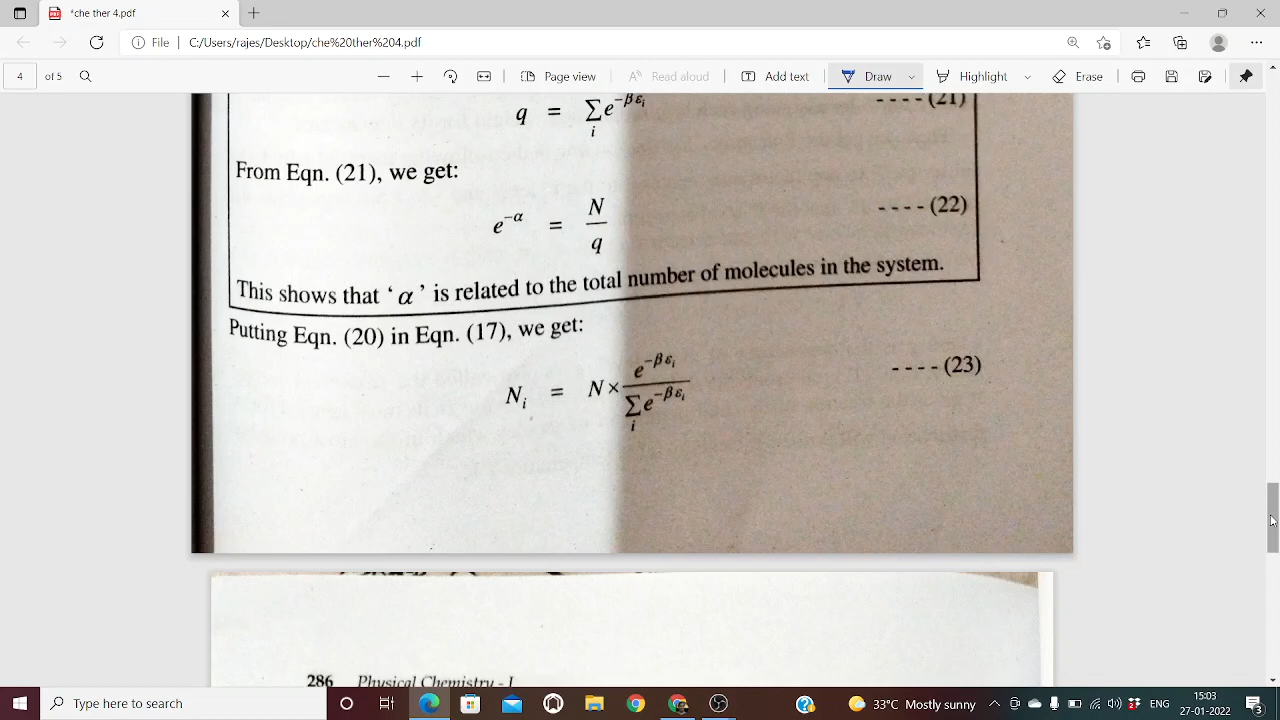 *che ther 4.pdf
File | C:/Users/rajes/Desktop/che%20ther%204.pdf
4 of 5 Page view Read aloud Add text Draw Highlight Erase
q = ∑e^{-βε_i} - - - - (21)
i
From Eqn. (21), we get:
e^{-α} = N/q - - - - (22)
This shows that ‘α’ is related to the total number of molecules in the system.
Putting Eqn. (20) in Eqn. (17), we get:
N_i = N × e^{-βε_i} / ∑_i e^{-βε_i} - - - - (23)
286 Physical Chemistry - I
Type here to search
33°C Mostly sunny
ENG
15:03
27-01-2022